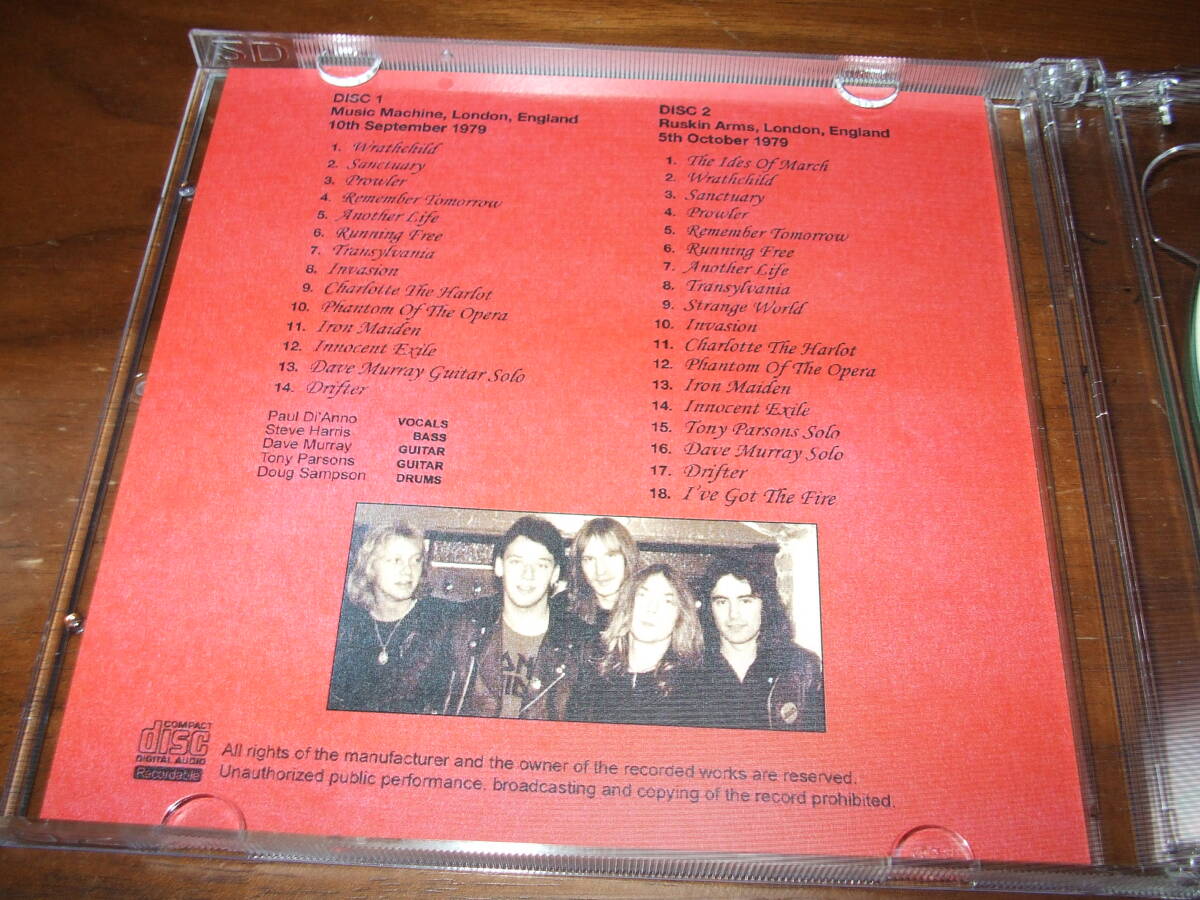 SD
DISC 1
Music Machine, London, England
10th September 1979
1. Wrathchild
2. Sanctuary
3. Prowler
4. Remember Tomorrow
5. Another Life
6. Running Free
7. Transylvania
8. Invasion
9. Charlotte The Harlot
10. Phantom Of The Opera
11. Iron Maiden
12. Innocent Exile
13. Dave Murray Guitar Solo
14. Drifter
Paul Di'Anno VOCALS
Steve Harris BASS
Dave Murray GUITAR
Tony Parsons GUITAR
Doug Sampson DRUMS
DISC 2
Ruskin Arms, London, England
5th October 1979
1. The Ides Of March
2. Wrathchild
3. Sanctuary
4. Prowler
5. Remember Tomorrow
6. Running Free
7. Another Life
8. Transylvania
9. Strange World
10. Invasion
11. Charlotte The Harlot
12. Phantom Of The Opera
13. Iron Maiden
14. Innocent Exile
15. Tony Parsons Solo
16. Dave Murray Solo
17. Drifter
18. I've Got The Fire
COMPACT
disc
DIGITAL AUDIO
Recordable
All rights of the manufacturer and the owner of the recorded works are reserved.
Unauthorized public performance, broadcasting and copying of the record prohibited.